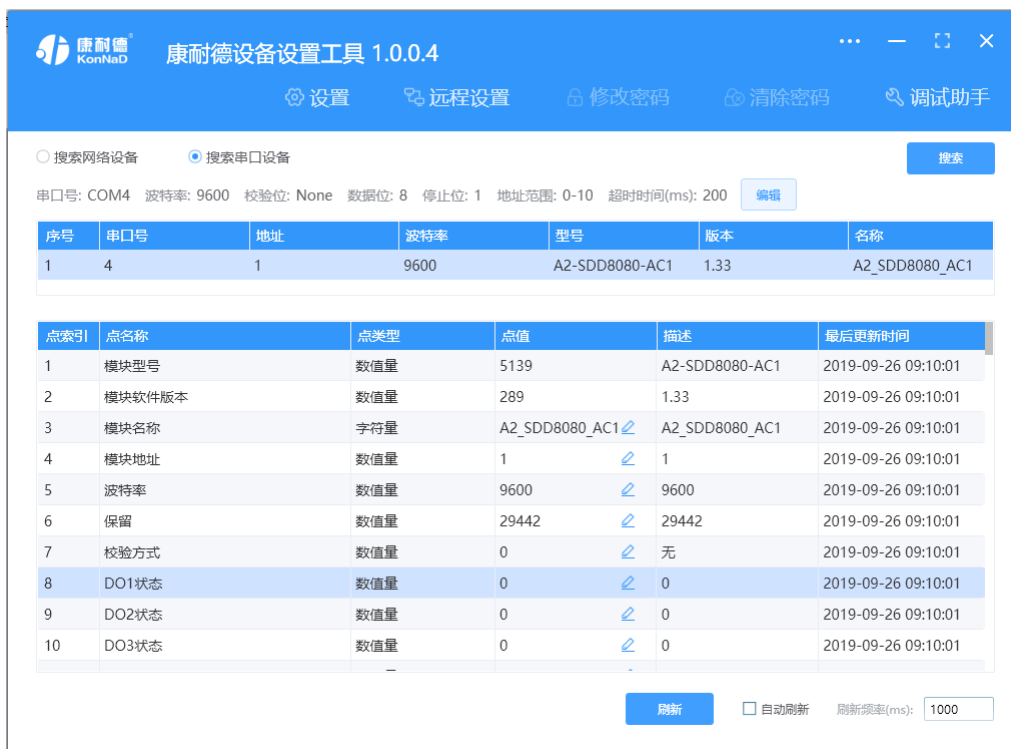 康耐德®
KonNaD
康耐德设备设置工具 1.0.0.4
设置 远程设置 修改密码 清除密码 调试助手
搜索网络设备 搜索串口设备 搜索
串口号: COM4 波特率: 9600 校验位: None 数据位: 8 停止位: 1 地址范围: 0-10 超时时间(ms): 200 编辑
序号 串口号 地址 波特率 型号 版本 名称
1 4 1 9600 A2-SDD8080-AC1 1.33 A2_SDD8080_AC1
点索引 点名称 点类型 点值 描述 最后更新时间
1 模块型号 数值量 5139 A2-SDD8080-AC1 2019-09-26 09:10:01
2 模块软件版本 数值量 289 1.33 2019-09-26 09:10:01
3 模块名称 字符量 A2_SDD8080_AC1 A2_SDD8080_AC1 2019-09-26 09:10:01
4 模块地址 数值量 1 1 2019-09-26 09:10:01
5 波特率 数值量 9600 9600 2019-09-26 09:10:01
6 保留 数值量 29442 29442 2019-09-26 09:10:01
7 校验方式 数值量 0 无 2019-09-26 09:10:01
8 DO1状态 数值量 0 0 2019-09-26 09:10:01
9 DO2状态 数值量 0 0 2019-09-26 09:10:01
10 DO3状态 数值量 0 0 2019-09-26 09:10:01
刷新 自动刷新 刷新频率(ms): 1000